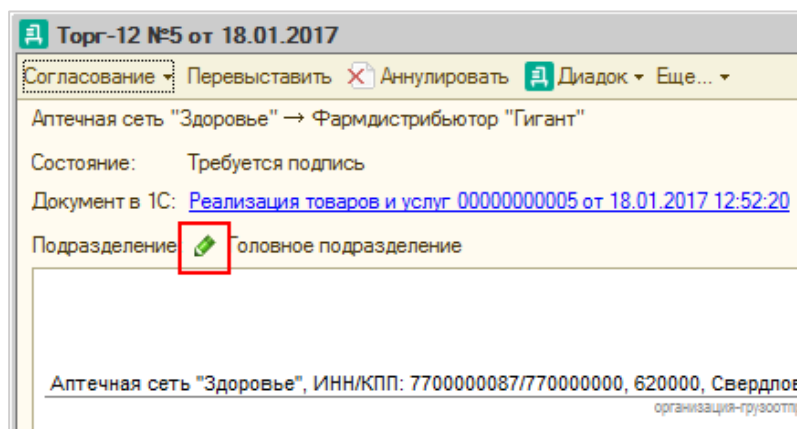 Торг-12 №5 от 18.01.2017
Согласование Перевыставить Аннулировать Диадок Еще...
Аптечная сеть "Здоровье" → Фармдистрибьютор "Гигант"
Состояние: Требуется подпись
Документ в 1С: Реализация товаров и услуг 00000000005 от 18.01.2017 12:52:20
Подразделение Головное подразделение
Аптечная сеть "Здоровье", ИНН/КПП: 7700000087/770000000, 620000, Свердлов
организация-грузоотп